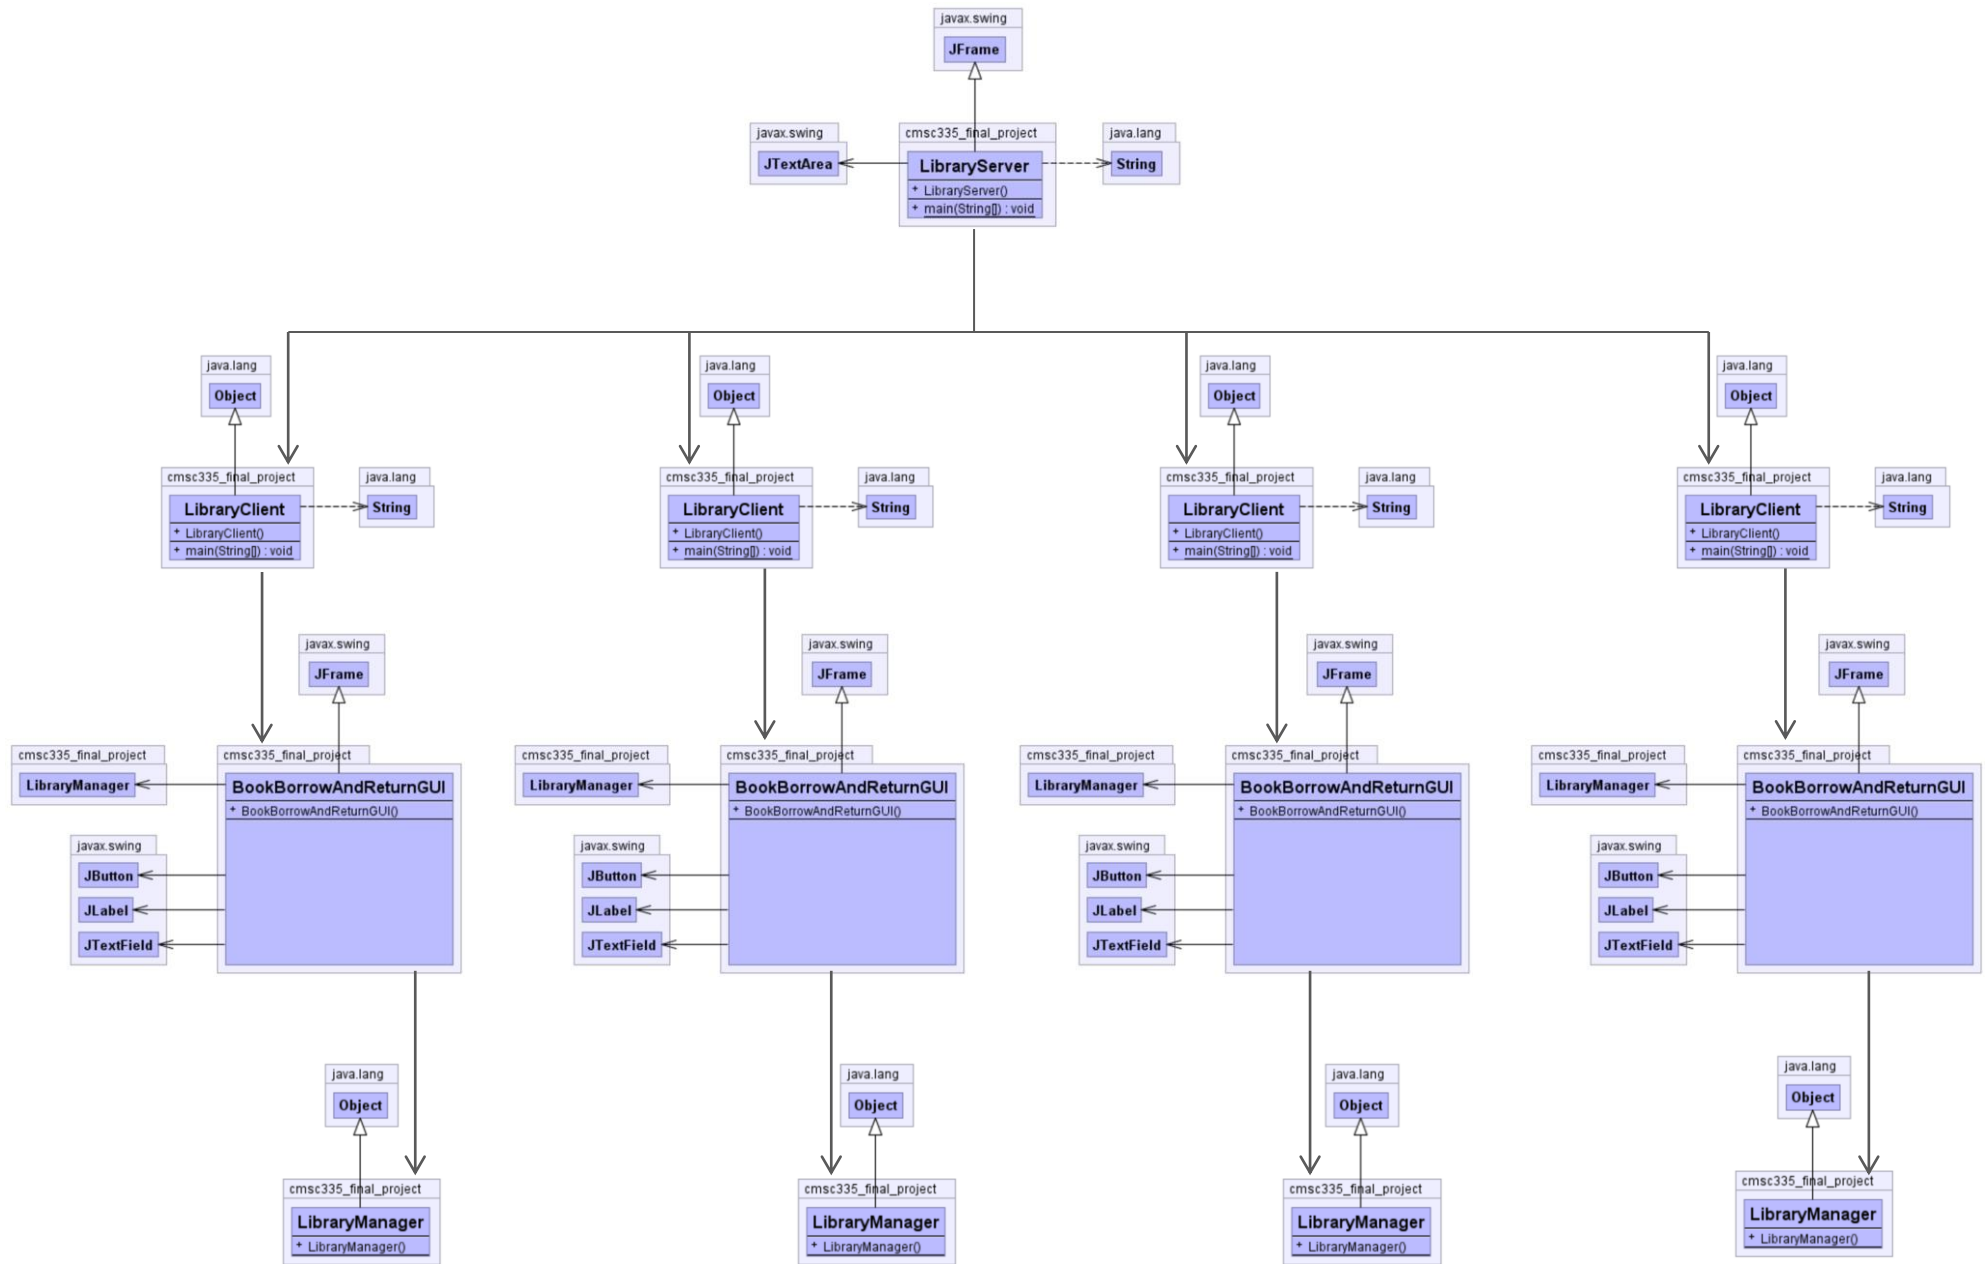 javax.swing
JFrame
javax.swing
JTextArea
cmsc335_final_project
LibraryServer
+ LibraryServer()
+ main(String[]) : void
java.lang
String
java.lang
Object
java.lang
Object
java.lang
Object
java.lang
Object
cmsc335_final_project
LibraryClient
+ LibraryClient()
+ main(String[]) : void
java.lang
String
cmsc335_final_project
LibraryClient
+ LibraryClient()
+ main(String[]) : void
java.lang
String
cmsc335_final_project
LibraryClient
+ LibraryClient()
+ main(String[]) : void
java.lang
String
cmsc335_final_project
LibraryClient
+ LibraryClient()
+ main(String[]) : void
java.lang
String
javax.swing
JFrame
javax.swing
JFrame
javax.swing
JFrame
javax.swing
JFrame
cmsc335_final_project
LibraryManager
cmsc335_final_project
BookBorrowAndReturnGUI
+ BookBorrowAndReturnGUI()
javax.swing
JButton
JLabel
JTextField
cmsc335_final_project
LibraryManager
cmsc335_final_project
BookBorrowAndReturnGUI
+ BookBorrowAndReturnGUI()
javax.swing
JButton
JLabel
JTextField
cmsc335_final_project
LibraryManager
cmsc335_final_project
BookBorrowAndReturnGUI
+ BookBorrowAndReturnGUI()
javax.swing
JButton
JLabel
JTextField
cmsc335_final_project
LibraryManager
cmsc335_final_project
BookBorrowAndReturnGUI
+ BookBorrowAndReturnGUI()
javax.swing
JButton
JLabel
JTextField
java.lang
Object
cmsc335_final_project
LibraryManager
+ LibraryManager()
java.lang
Object
cmsc335_final_project
LibraryManager
+ LibraryManager()
java.lang
Object
cmsc335_final_project
LibraryManager
+ LibraryManager()
java.lang
Object
cmsc335_final_project
LibraryManager
+ LibraryManager()